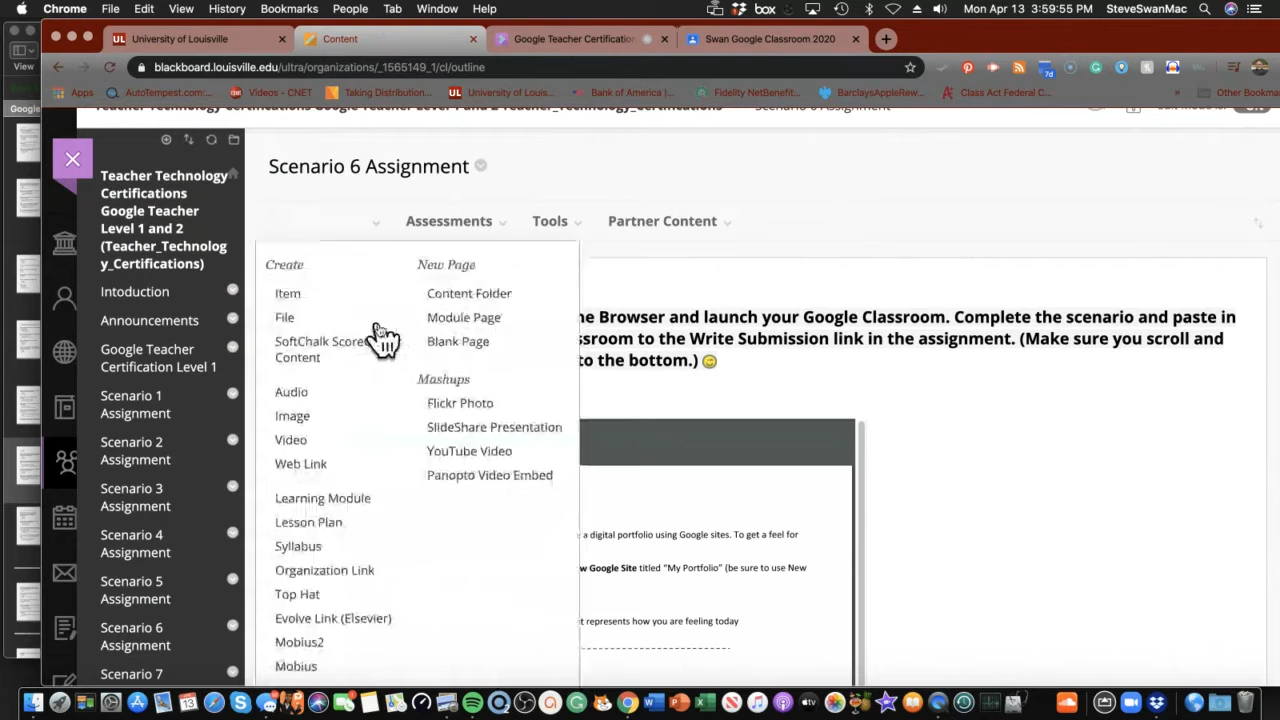 Chrome File Edit View History Bookmarks People Tab Window Help
box
Mon Apr 13 3:59:55 SteveSwanMac
University of Louisville
Content
Google Teacher Certification
Swan Google Classroom 2020
View
blackboard.louisville.edu/ultra/organizations/_1565149_1/cl/outline
7d
Apps
AutoTempest.com:...
Videos - CNET
Taking Distribution...
University of Louis...
Bank of America |...
Fidelity NetBenefit...
BarclaysAppleRew...
Class Act Federal C...
»
Other Bookmarks
Google
Teacher Technology
Certifications
Google Teacher
Level 1 and 2
(Teacher_Technolog
y_Certifications)
Intoduction
Announcements
Google Teacher
Certification Level 1
Scenario 1
Assignment
Scenario 2
Assignment
Scenario 3
Assignment
Scenario 4
Assignment
Scenario 5
Assignment
Scenario 6
Assignment
Scenario 7
Scenario 6 Assignment
Assessments
Tools
Partner Content
Create
Item
File
SoftChalk Score
Content
Audio
Image
Video
Web Link
Learning Module
Lesson Plan
Syllabus
Organization Link
Top Hat
Evolve Link (Elsevier)
Mobius2
Mobius
New Page
Content Folder
Module Page
Blank Page
Mashups
Flickr Photo
SlideShare Presentation
YouTube Video
Panopto Video Embed
he Browser and launch your Google Classroom. Complete the scenario and paste in
ssroom to the Write Submission link in the assignment. (Make sure you scroll and
to the bottom.)
a digital portfolio using Google sites. To get a feel for
w Google Site titled “My Portfolio” (be sure to use New
t represents how you are feeling today